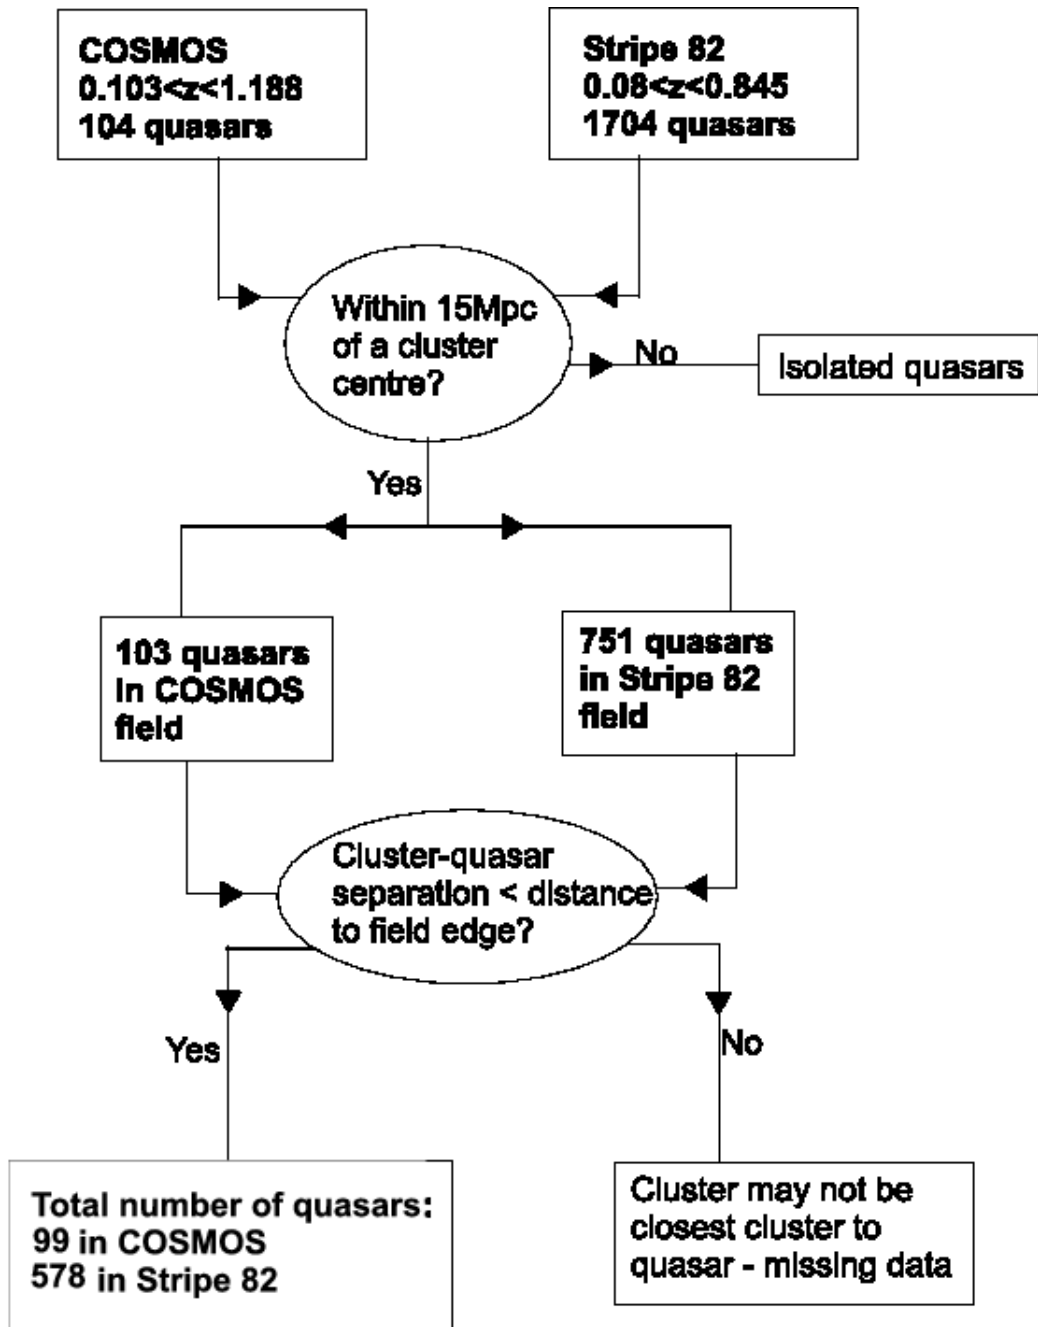 COSMOS
0.103<z<1.188
104 quasars
Stripe 82
0.08<z<0.845
1704 quasars
Within 15Mpc
of a cluster
centre?
No
Isolated quasars
Yes
103 quasars
in COSMOS
field
751 quasars
in Stripe 82
field
Cluster-quasar
separation < distance
to field edge?
Yes
No
Total number of quasars:
99 in COSMOS
578 in Stripe 82
Cluster may not be
closest cluster to
quasar - missing data